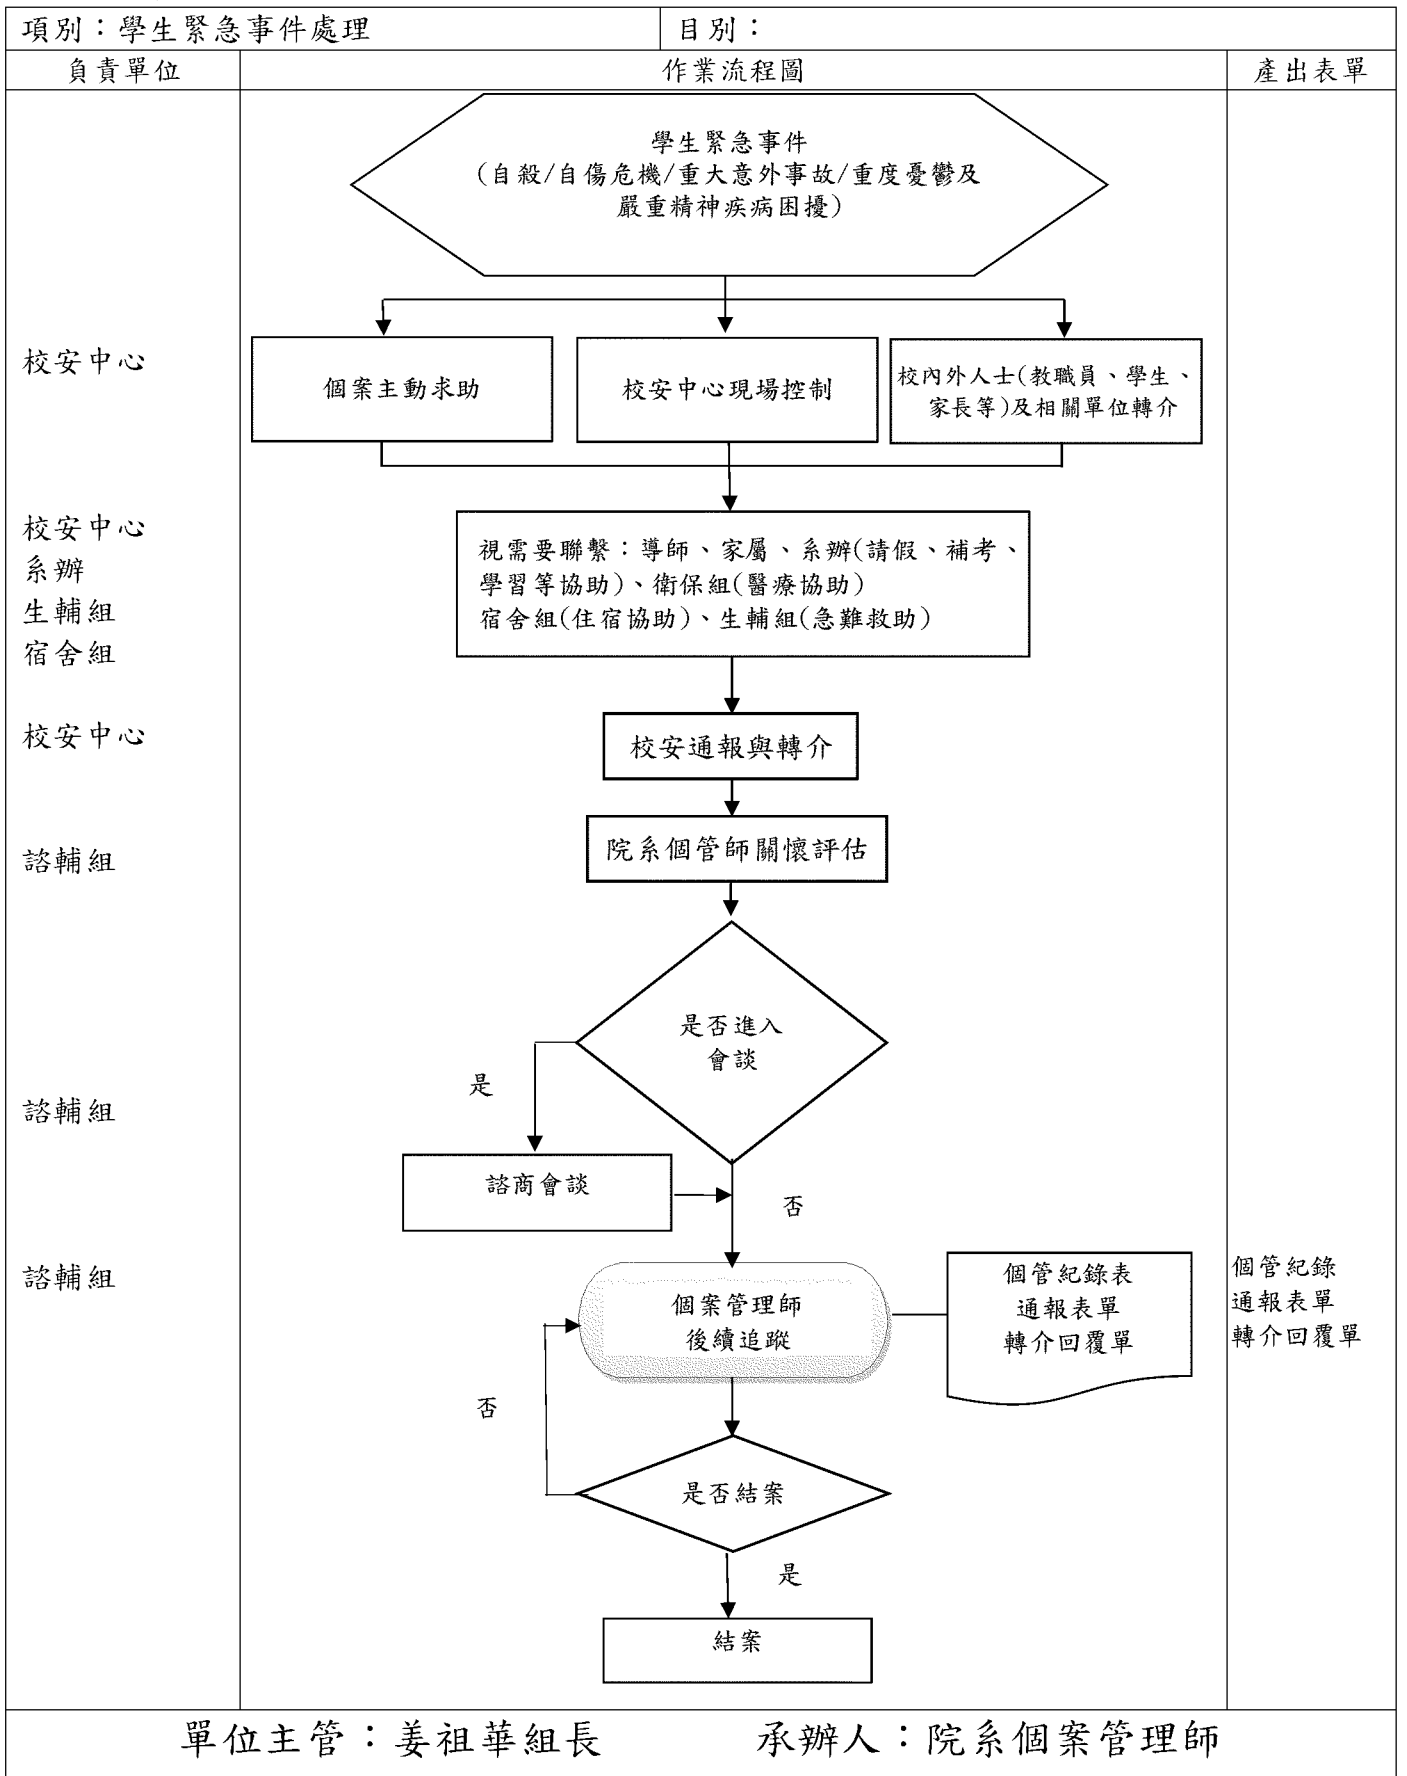 項別：學生緊急事件處理
目別：
負責單位
作業流程圖
產出表單
學生緊急事件
(自殺/自傷危機/重大意外事故/重度憂鬱及
嚴重精神疾病困擾)
校安中心
個案主動求助
校安中心現場控制
校內外人士(教職員、學生、
家長等)及相關單位轉介
校安中心
系辦
生輔組
宿舍組
視需要聯繫：導師、家屬、系辦(請假、補考、
學習等協助)、衛保組(醫療協助)
宿舍組(住宿協助)、生輔組(急難救助)
校安中心
校安通報與轉介
諮輔組
院系個管師關懷評估
是否進入
會談
是
諮輔組
諮商會談
否
諮輔組
個案管理師
後續追蹤
個管紀錄表
通報表單
轉介回覆單
個管紀錄
通報表單
轉介回覆單
否
是否結案
是
結案
單位主管：姜祖華組長
承辦人：院系個案管理師